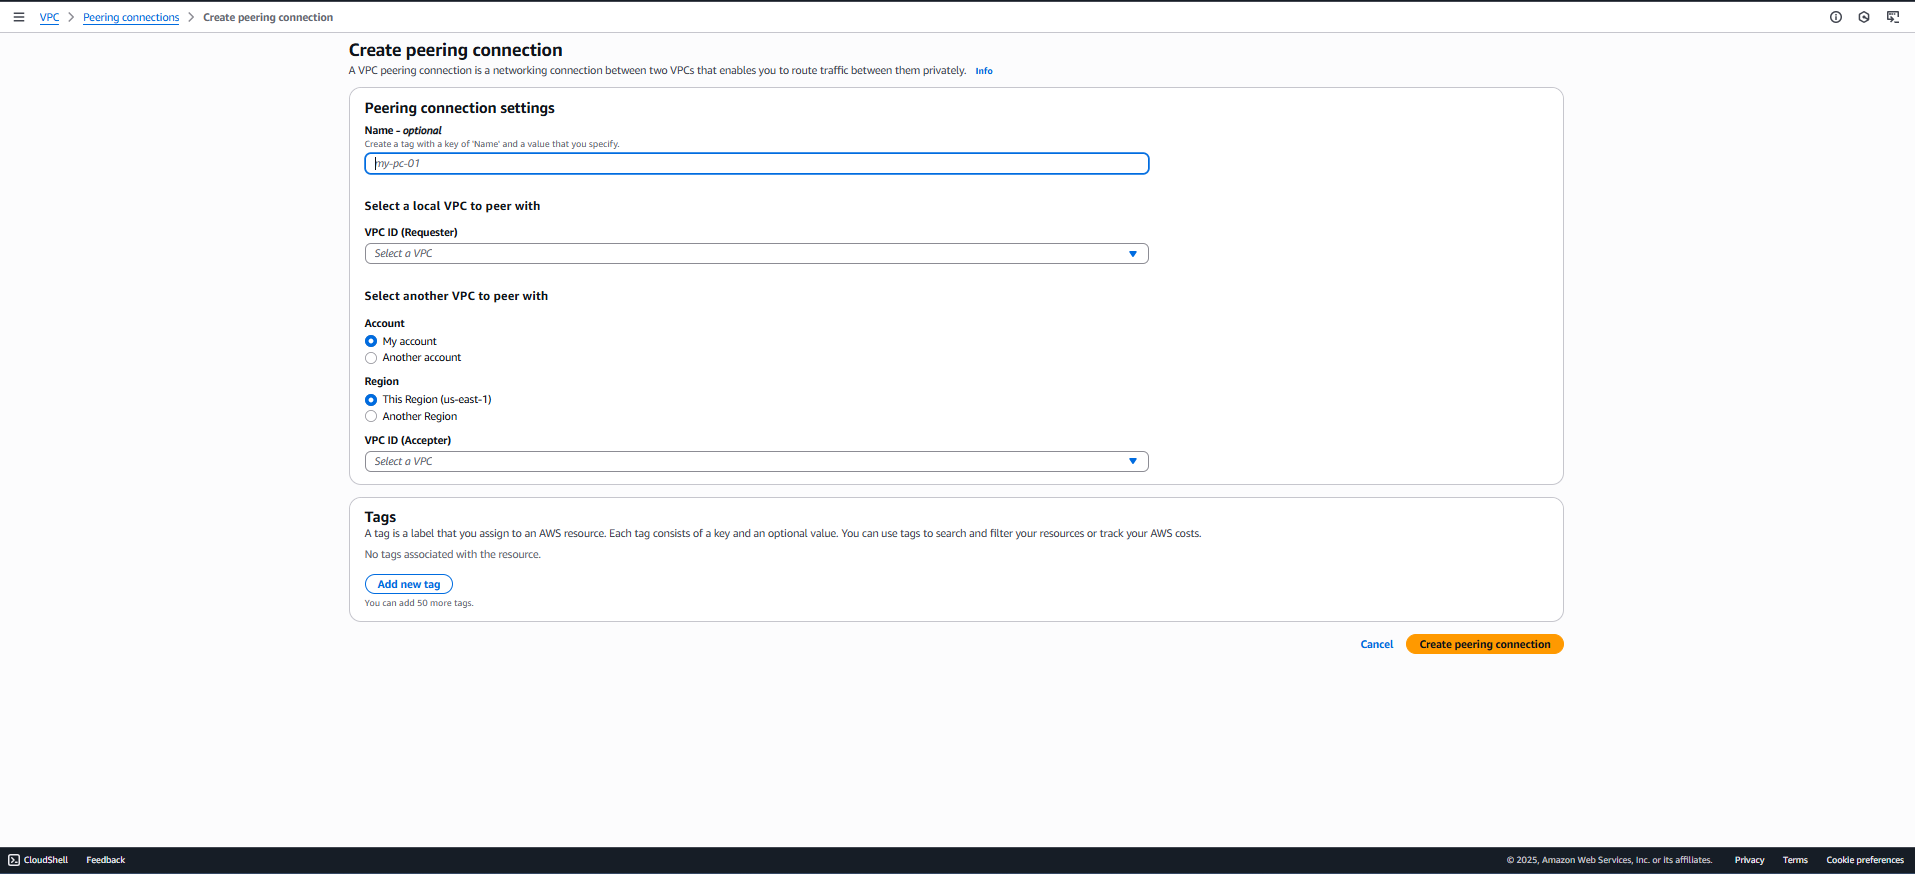 VPC > Peering connections > Create peering connection
Create peering connection
A VPC peering connection is a networking connection between two VPCs that enables you to route traffic between them privately. Info
Peering connection settings
Name - optional
Create a tag with a key of 'Name' and a value that you specify.
my-pc-01
Select a local VPC to peer with
VPC ID (Requester)
Select a VPC
Select another VPC to peer with
Account
My account
Another account
Region
This Region (us-east-1)
Another Region
VPC ID (Accepter)
Select a VPC
Tags
A tag is a label that you assign to an AWS resource. Each tag consists of a key and an optional value. You can use tags to search and filter your resources or track your AWS costs.
No tags associated with the resource.
Add new tag
You can add 50 more tags.
Cancel Create peering connection
CloudShell Feedback © 2025, Amazon Web Services, Inc. or its affiliates. Privacy Terms Cookie preferences